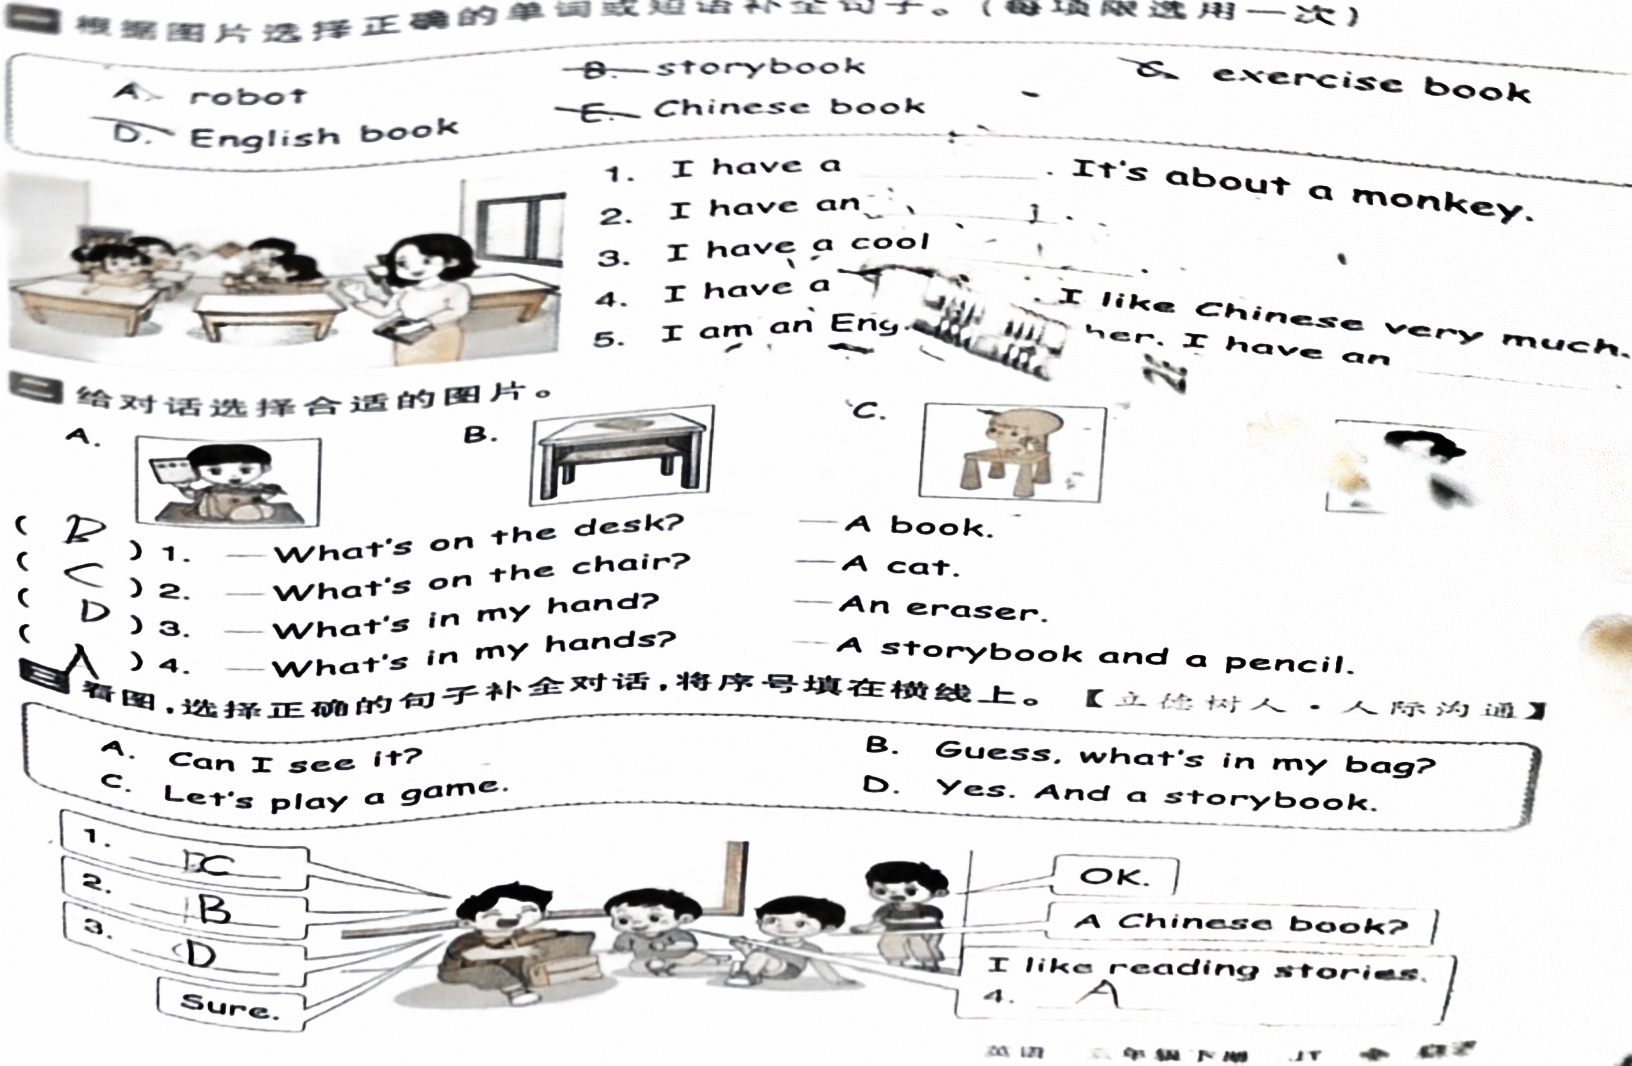 一 根据图片选择正确的单词或短语补全句子。(每项限选用一次)
A. robot B. storybook C. exercise book
D. English book E. Chinese book
1. I have a ______. It's about a monkey.
2. I have an ______.
3. I have a cool ______.
4. I have a ______. I like Chinese very much.
5. I am an Eng her. I have an ______.
二 给对话选择合适的图片。
A. B. C.
( B ) 1. —What's on the desk? —A book.
( C ) 2. —What's on the chair? —A cat.
( D ) 3. —What's in my hand? —An eraser.
( A ) 4. —What's in my hands? —A storybook and a pencil.
三 看图,选择正确的句子补全对话,将序号填在横线上。【立德树人·人际沟通】
A. Can I see it? B. Guess, what's in my bag?
C. Let's play a game. D. Yes. And a storybook.
1. C
2. B
3. D
Sure.
OK.
A Chinese book?
I like reading stories.
4. A
英语 年级下册